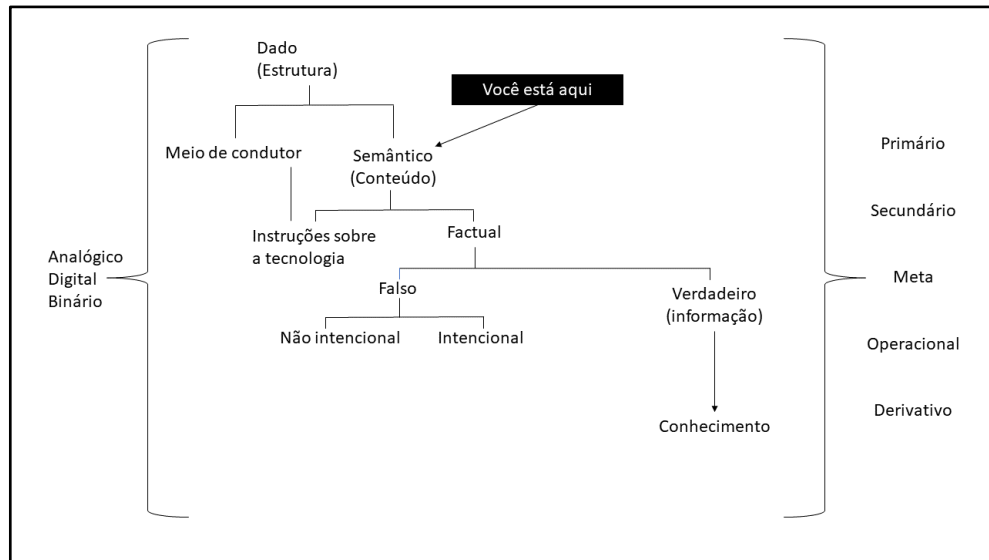 Dado
(Estrutura)
Você está aqui
Meio de condutor
Semântico
(Conteúdo)
Instruções sobre
a tecnologia
Factual
Falso
Não intencional
Intencional
Verdadeiro
(informação)
Conhecimento
Analógico
Digital
Binário
Primário
Secundário
Meta
Operacional
Derivativo